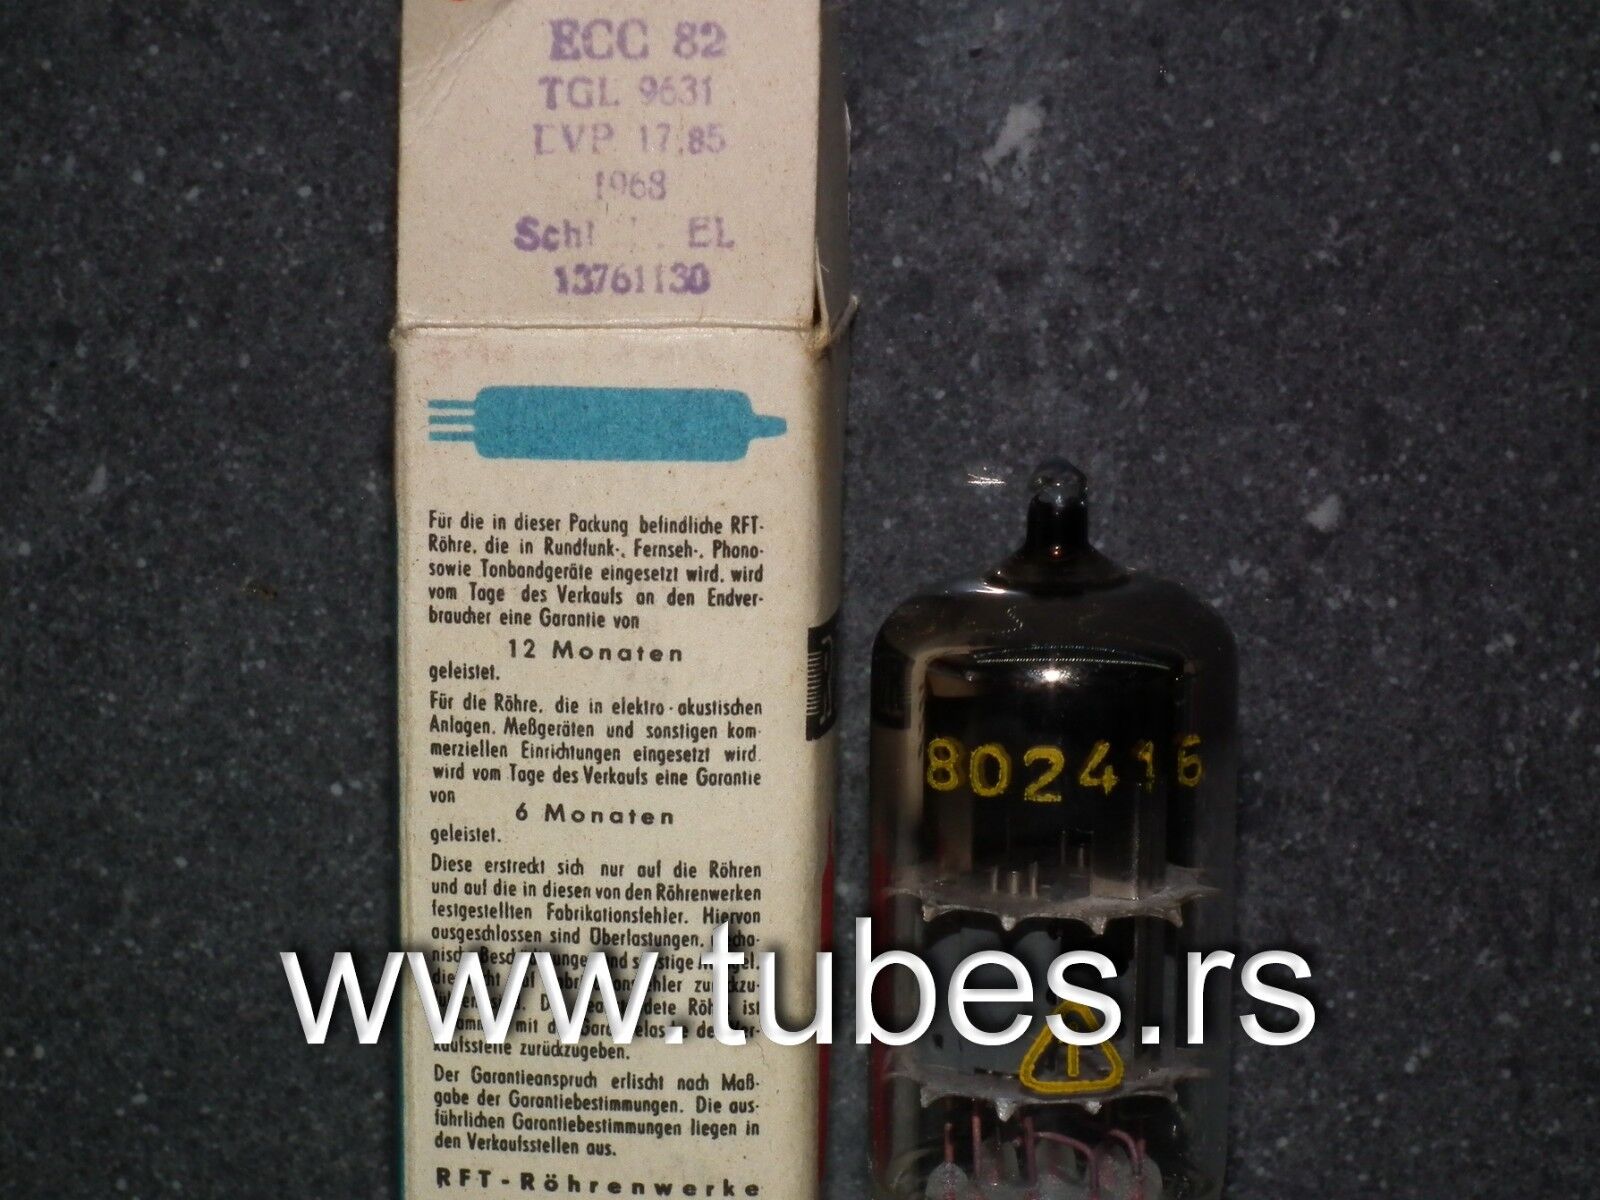 ECC 82
TGL 9631
EVP 17.85
1968
EL
13761130
Für die in dieser Packung befindliche RFT-
Röhre, die in Rundfunk-, Fernseh-, Phono-
sowie Tonbandgeräte eingesetzt wird, wird
vom Tage des Verkaufs an den Endver-
braucher eine Garantie von
12 Monaten
geleistet.
Für die Röhre, die in elektro-akustischen
Anlagen, Meßgeräten und sonstigen kom-
merziellen Einrichtungen eingesetzt wird,
wird vom Tage des Verkaufs eine Garantie
von
6 Monaten
geleistet.
Diese erstreckt sich nur auf die Röhren
und auf die in diesen von den Röhrenwerken
festgestellten Fabrikationsfehler. Hiervon
ausgeschlossen sind Überlastungen,
Röhre ist
mit
kaufsstelle zurückzugeben.
Der Garantieanspruch erlischt nach Maß-
gabe der Garantiebestimmungen. Die aus-
führlichen Garantiebestimmungen liegen in
den Verkaufsstellen aus.
RFT-Röhrenwerke
802416
1
www.tubes.rs